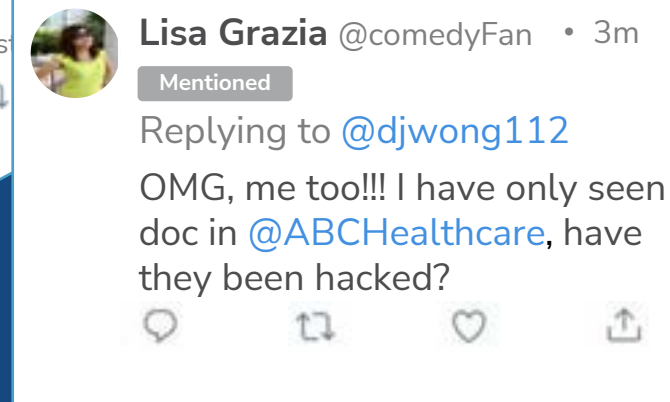 Lisa Grazia @comedyFan • 3m
Mentioned
Replying to @djwong112
OMG, me too!!! I have only seen
doc in @ABCHealthcare, have
they been hacked?